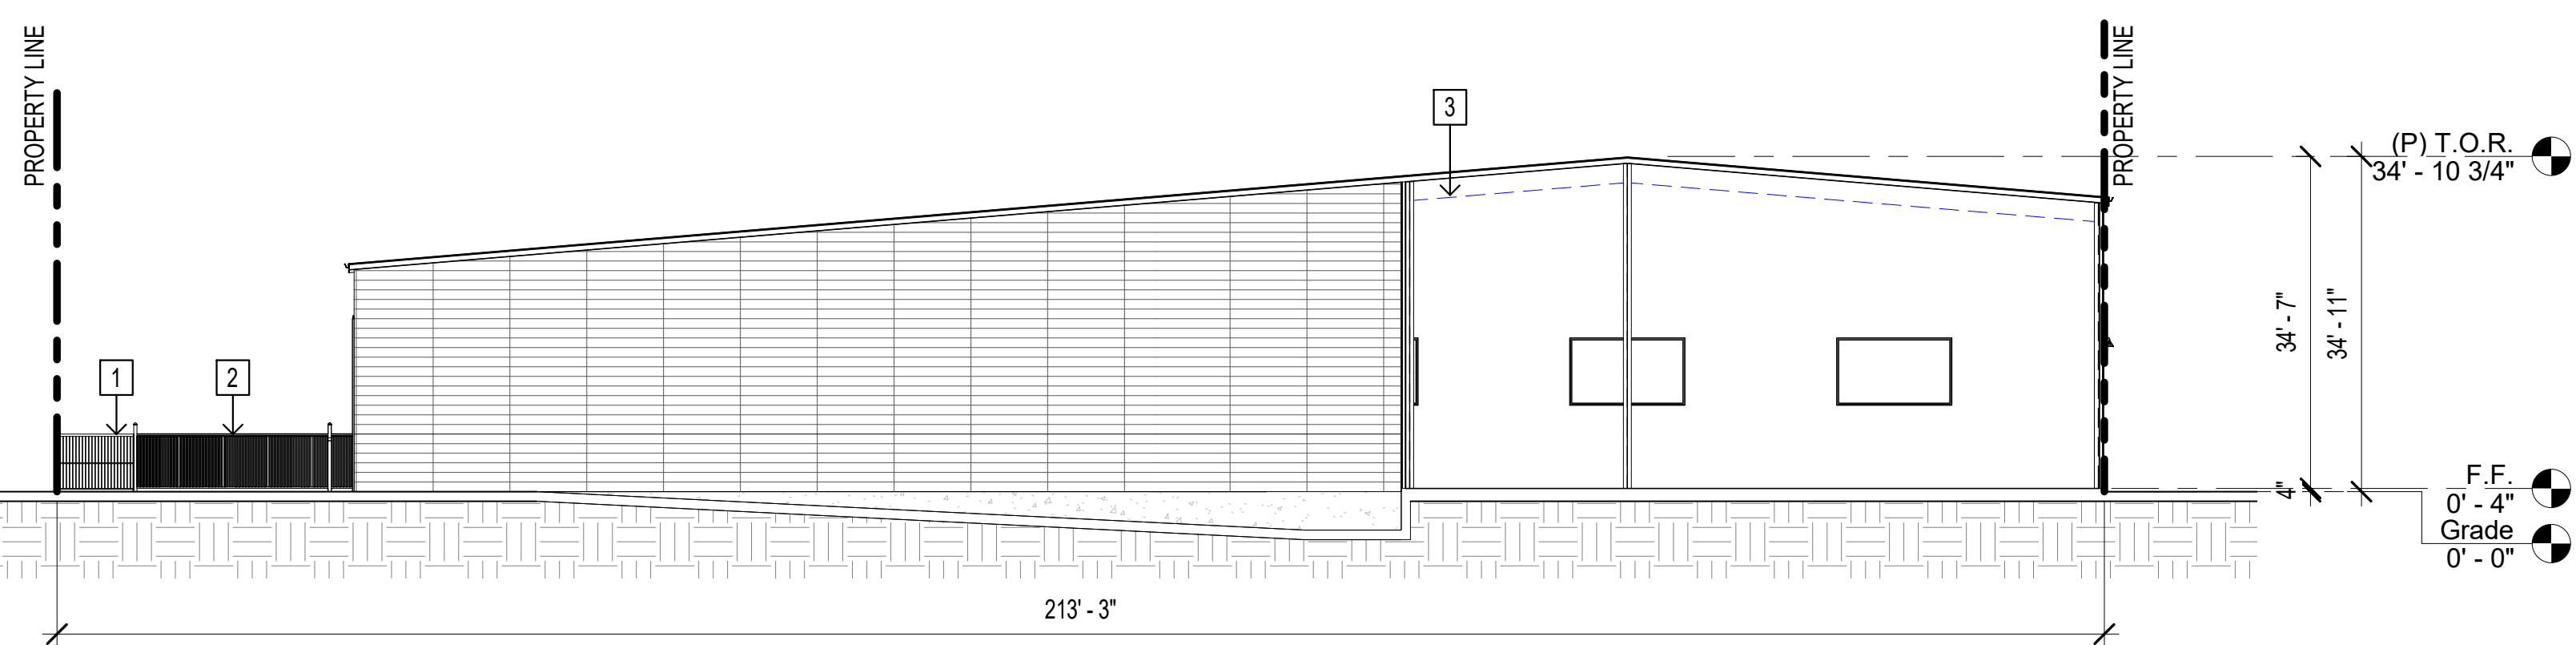 PROPERTY LINE
PROPERTY LINE
3
(P) T.O.R.
34' - 10 3/4"
1
2
34' - 7"
34' - 11"
4"
F.F.
0' - 4"
Grade
0' - 0"
213' - 3"